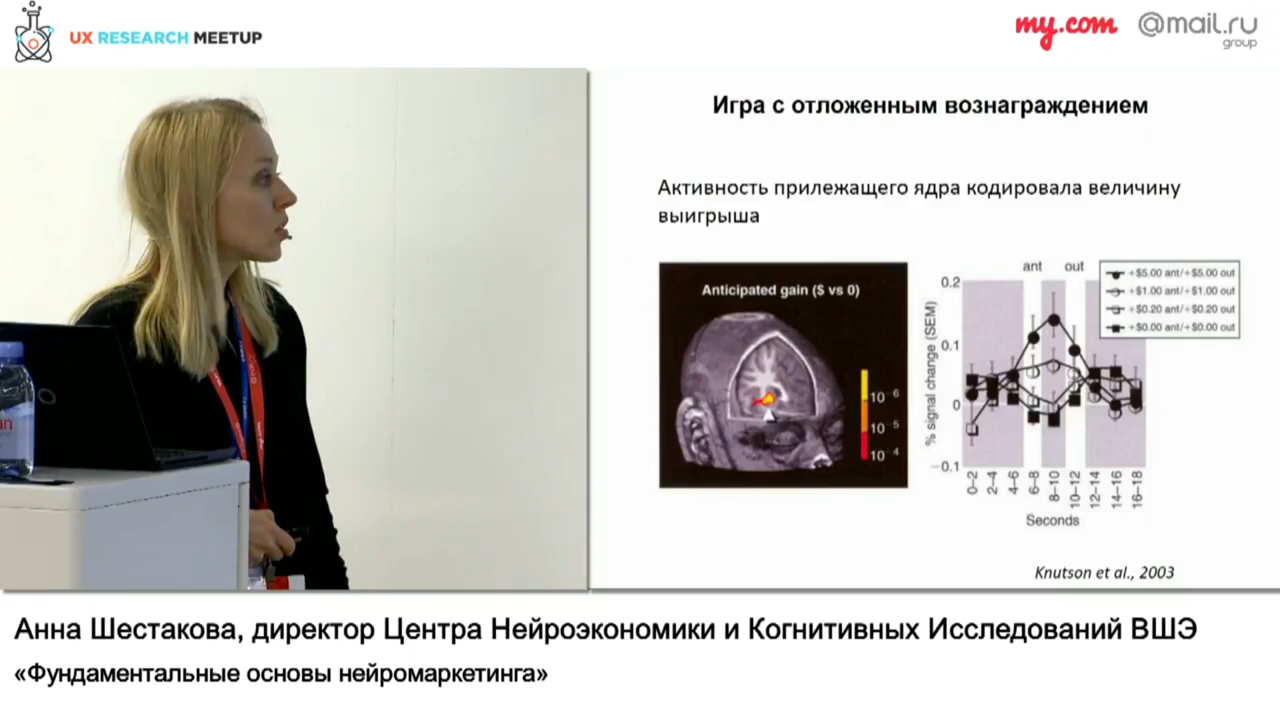 UX RESEARCH MEETUP
my.com @mail.ru
group
Игра с отложенным вознаграждением
Активность прилежащего ядра кодировала величину
выигрыша
Anticipated gain ($ vs 0)
10⁻⁶
10⁻⁵
10⁻⁴
ant out
+$5.00 ant/+$5.00 out
+$1.00 ant/+$1.00 out
+$0.20 ant/+$0.20 out
+$0.00 ant/+$0.00 out
% signal change (SEM)
0.2
0.1
0
−0.1
0–2 2–4 4–6 6–8 8–10 10–12 12–14 14–16 16–18
Seconds
Knutson et al., 2003
Анна Шестакова, директор Центра Нейроэкономики и Когнитивных Исследований ВШЭ
«Фундаментальные основы нейромаркетинга»